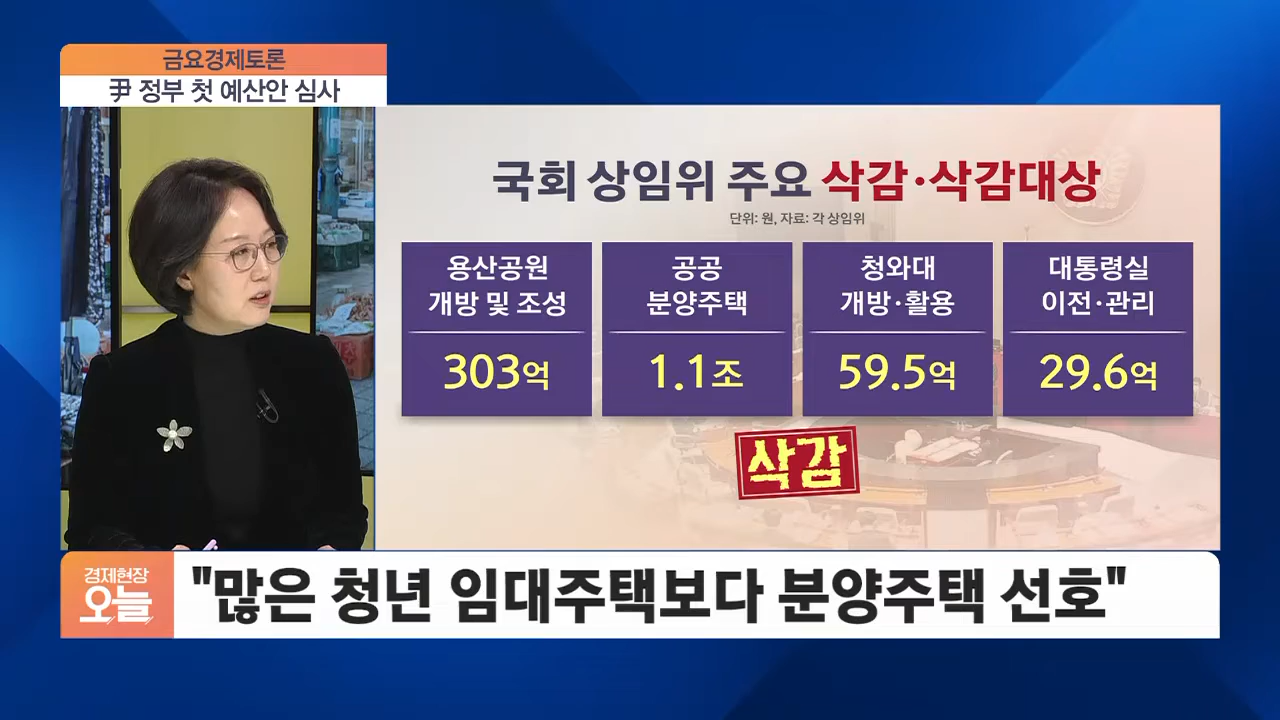 금요경제토론
尹 정부 첫 예산안 심사
국회 상임위 주요 삭감·삭감대상
단위: 원, 자료: 각 상임위
용산공원
개방 및 조성
303억
공공
분양주택
1.1조
청와대
개방·활용
59.5억
대통령실
이전·관리
29.6억
삭감
경제현장
오늘
"많은 청년 임대주택보다 분양주택 선호"